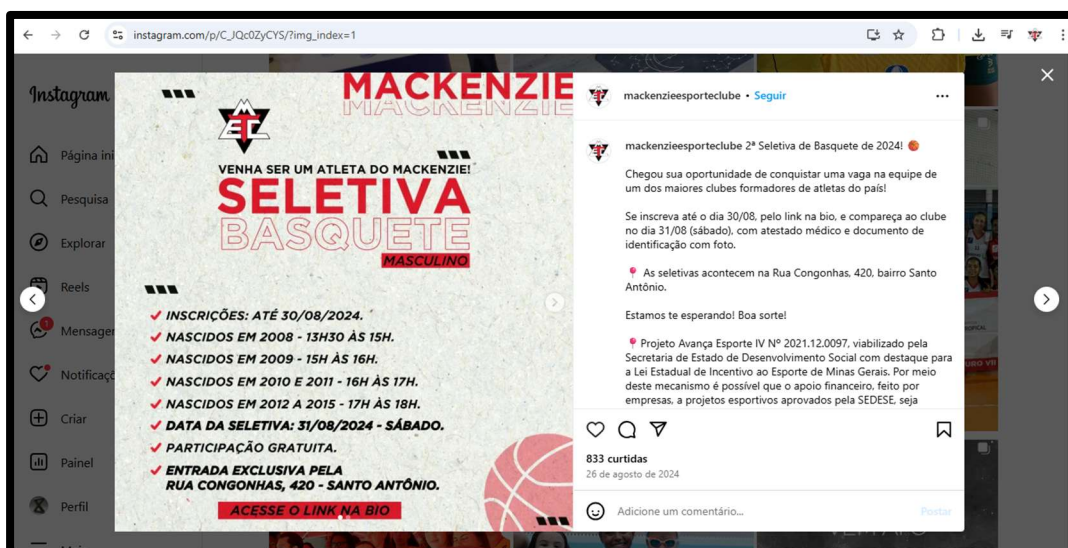 instagram.com/p/C_JQc0ZyCYS/?img_index=1
Instagram
Página ini
Pesquisa
Explorar
Reels
Mensager
Notificaçõ
Criar
Painel
Perfil
MACKENZIE
MACKENZIE
VENHA SER UM ATLETA DO MACKENZIE!
SELETIVA
BASQUETE
MASCULINO
INSCRIÇÕES: ATÉ 30/08/2024.
NASCIDOS EM 2008 - 13H30 ÀS 15H.
NASCIDOS EM 2009 - 15H ÀS 16H.
NASCIDOS EM 2010 E 2011 - 16H ÀS 17H.
NASCIDOS EM 2012 A 2015 - 17H ÀS 18H.
DATA DA SELETIVA: 31/08/2024 - SÁBADO.
PARTICIPAÇÃO GRATUITA.
ENTRADA EXCLUSIVA PELA
RUA CONGONHAS, 420 - SANTO ANTÔNIO.
ACESSE O LINK NA BIO
mackenzieesporteclube • Seguir
mackenzieesporteclube 2ª Seletiva de Basquete de 2024! 🏀
Chegou sua oportunidade de conquistar uma vaga na equipe de
um dos maiores clubes formadores de atletas do país!
Se inscreva até o dia 30/08, pelo link na bio, e compareça ao clube
no dia 31/08 (sábado), com atestado médico e documento de
identificação com foto.
📍 As seletivas acontecem na Rua Congonhas, 420, bairro Santo
Antônio.
Estamos te esperando! Boa sorte!
📍 Projeto Avança Esporte IV Nº 2021.12.0097, viabilizado pela
Secretaria de Estado de Desenvolvimento Social com destaque para
a Lei Estadual de Incentivo ao Esporte de Minas Gerais. Por meio
deste mecanismo é possível que o apoio financeiro, feito por
empresas, a projetos esportivos aprovados pela SEDESE, seja
833 curtidas
26 de agosto de 2024
Adicione um comentário...
Postar